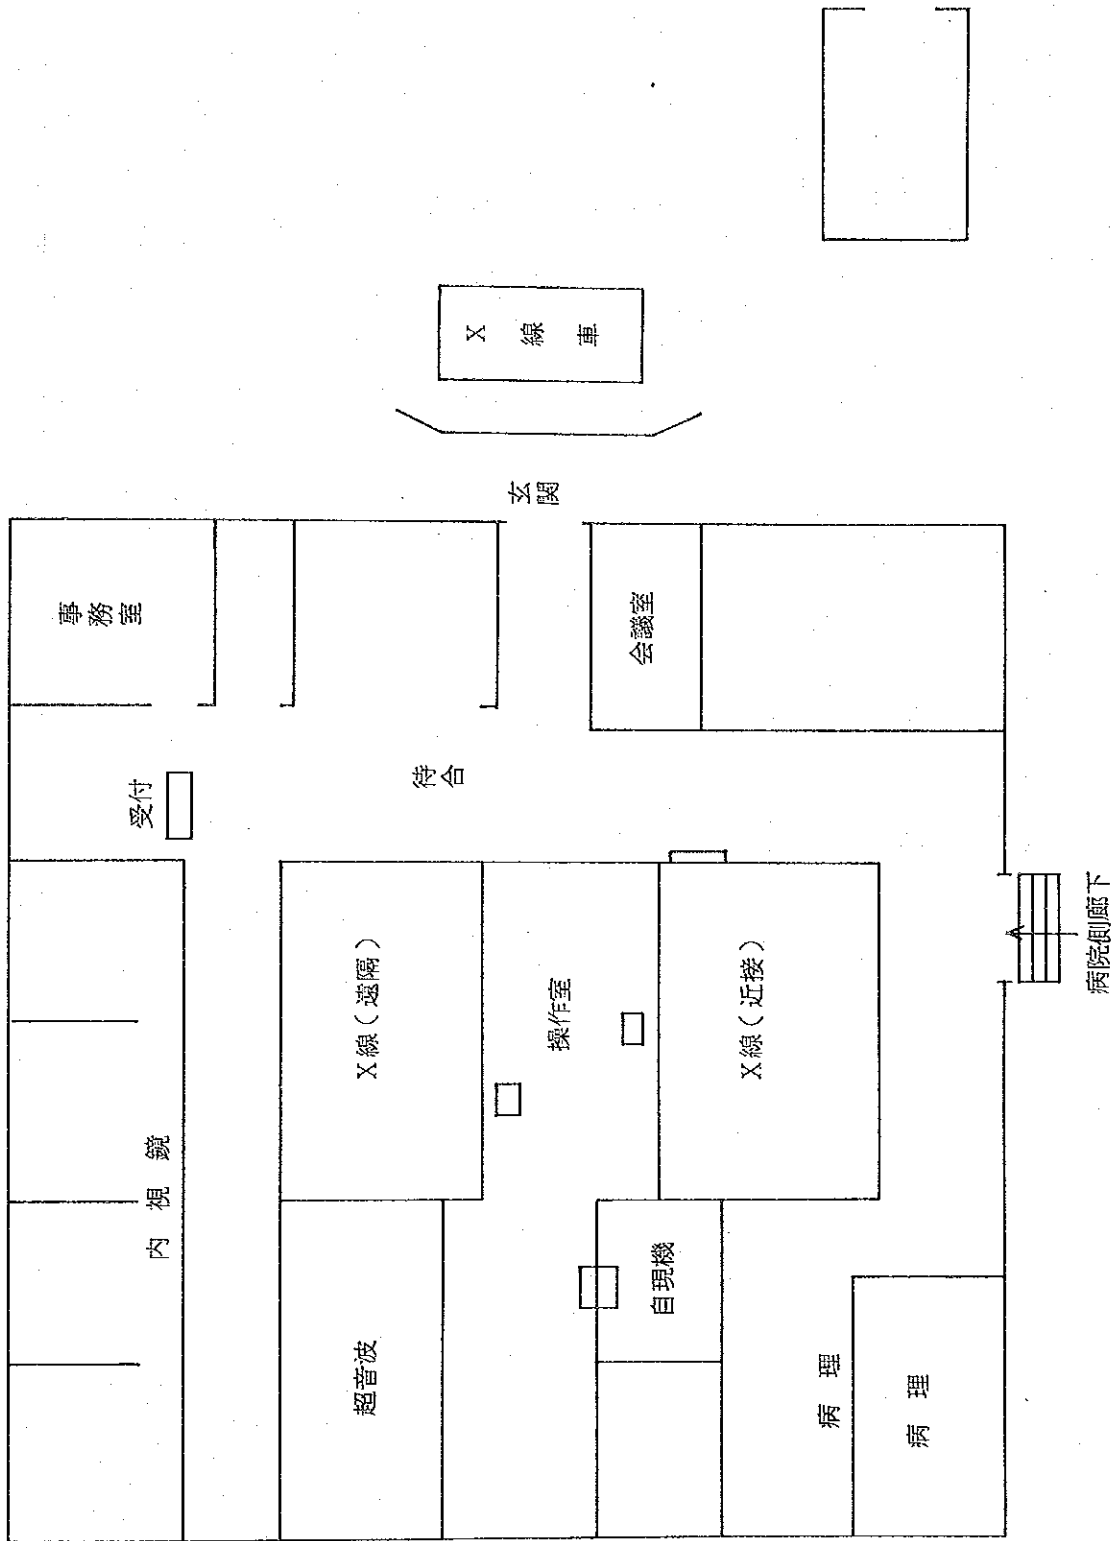 内視鏡
受付
事務室
超音波
X線（遠隔）
待合
操作室
玄関
X線車
自現機
X線（近接）
会議室
病理
病理
病院側廊下